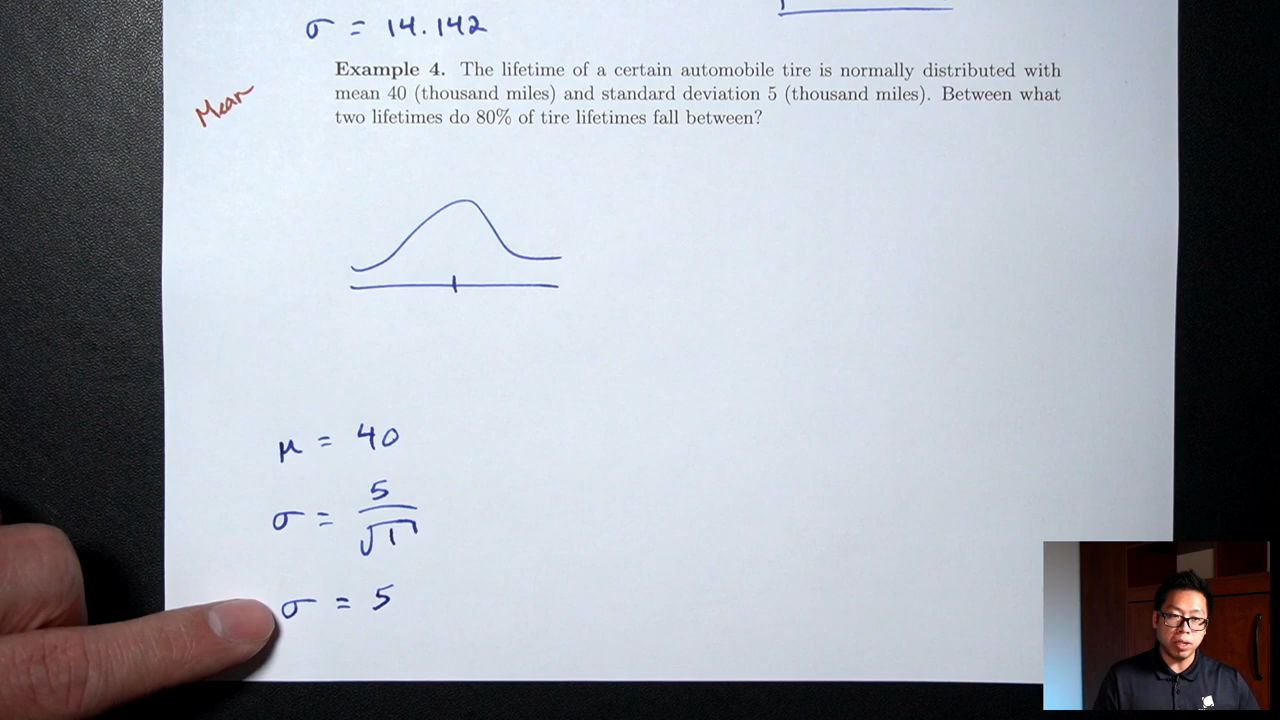 σ = 14.142
Example 4. The lifetime of a certain automobile tire is normally distributed with
mean 40 (thousand miles) and standard deviation 5 (thousand miles). Between what
two lifetimes do 80% of tire lifetimes fall between?
Mean
μ = 40
σ = 5/√1
σ = 5